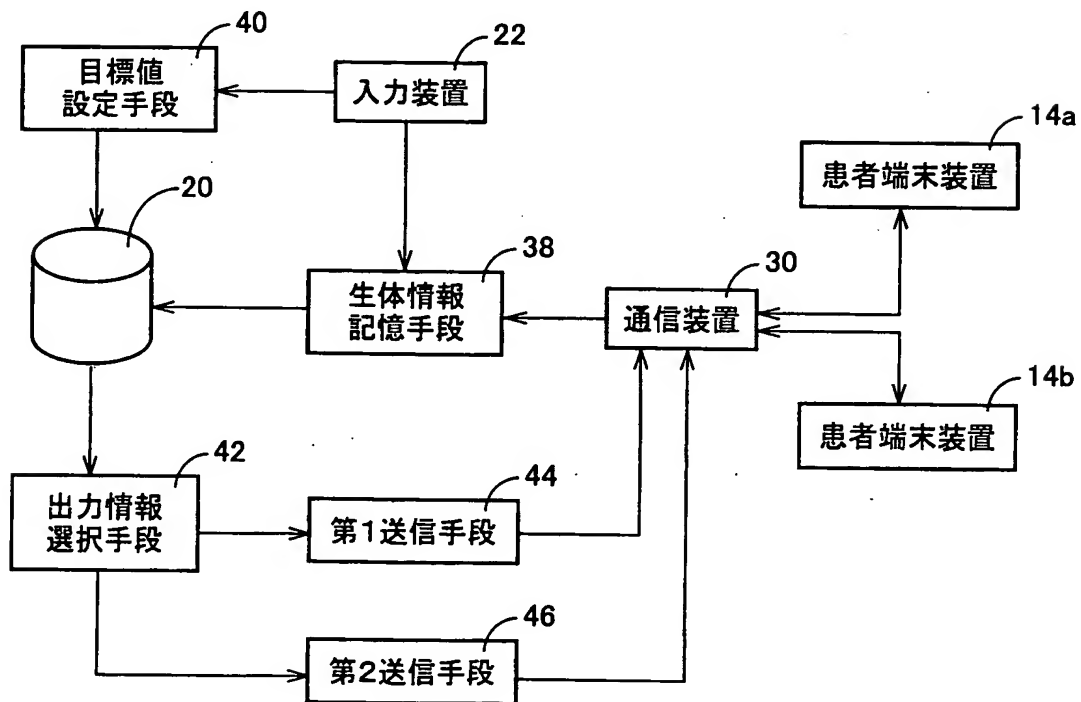 40
目標値
設定手段
22
入力装置
14a
患者端末装置
20
38
生体情報
記憶手段
30
通信装置
14b
患者端末装置
42
出力情報
選択手段
44
第1送信手段
46
第2送信手段